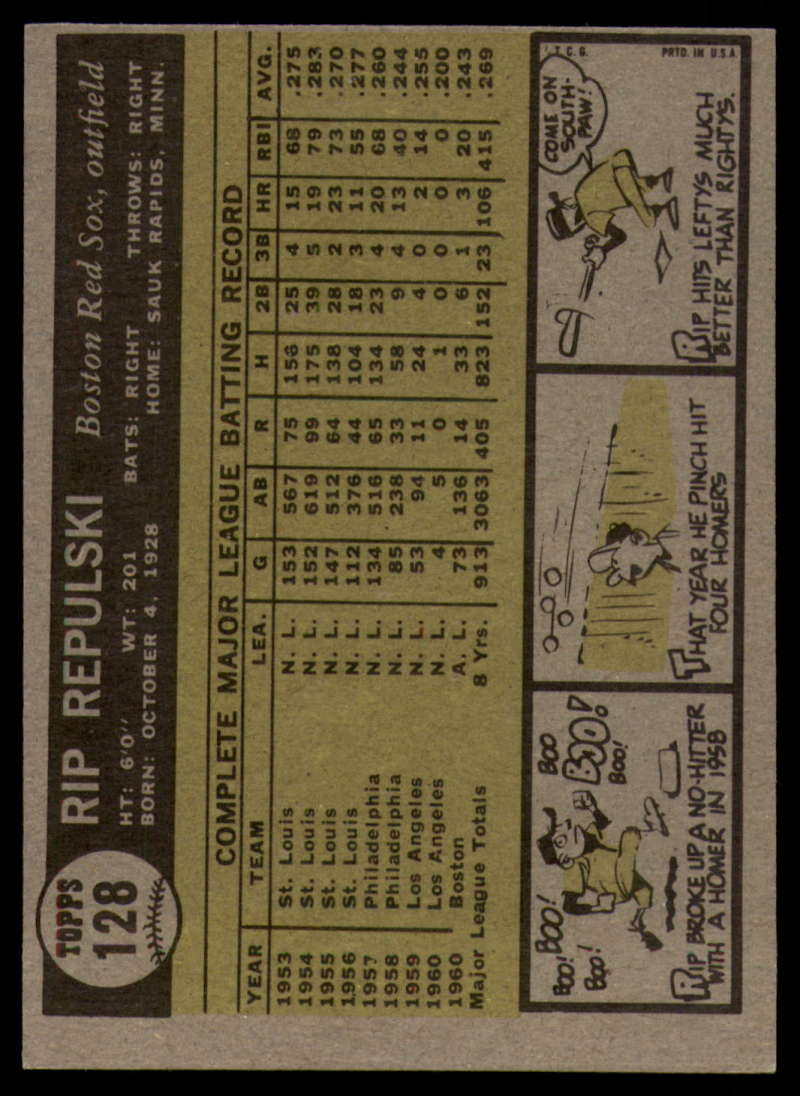 TOPPS
128
RIP REPULSKI Boston Red Sox, outfield
HT: 6'0" WT: 201 BATS: RIGHT THROWS: RIGHT
BORN: OCTOBER 4, 1928 HOME: SAUK RAPIDS, MINN.
COMPLETE MAJOR LEAGUE BATTING RECORD
YEAR TEAM LEA. G AB R H 2B 3B HR RBI AVG.
1953 St. Louis N. L. 153 567 75 156 25 4 15 68 .275
1954 St. Louis N. L. 152 619 99 175 39 5 19 79 .283
1955 St. Louis N. L. 147 512 64 138 28 2 23 73 .270
1956 St. Louis N. L. 112 376 44 104 18 3 11 55 .277
1957 Philadelphia N. L. 134 516 65 134 23 4 20 68 .260
1958 Philadelphia N. L. 85 238 33 58 9 4 13 40 .244
1959 Los Angeles N. L. 53 94 11 24 4 0 2 14 .255
1960 Los Angeles N. L. 4 5 0 1 0 0 0 0 .200
1960 Boston A. L. 73 136 14 33 6 1 3 20 .243
Major League Totals 8 Yrs. 913 3063 405 823 152 23 106 415 .269
BOO!
BOO!
BOO!
BOO
BOO!
BOO!
RIP BROKE UP A NO-HITTER
WITH A HOMER IN 1958
THAT YEAR HE PINCH HIT
FOUR HOMERS
T.C.G. PRTD. IN U.S.A
COME ON
SOUTH-
PAW!
RIP HITS LEFTYS MUCH
BETTER THAN RIGHTYS.